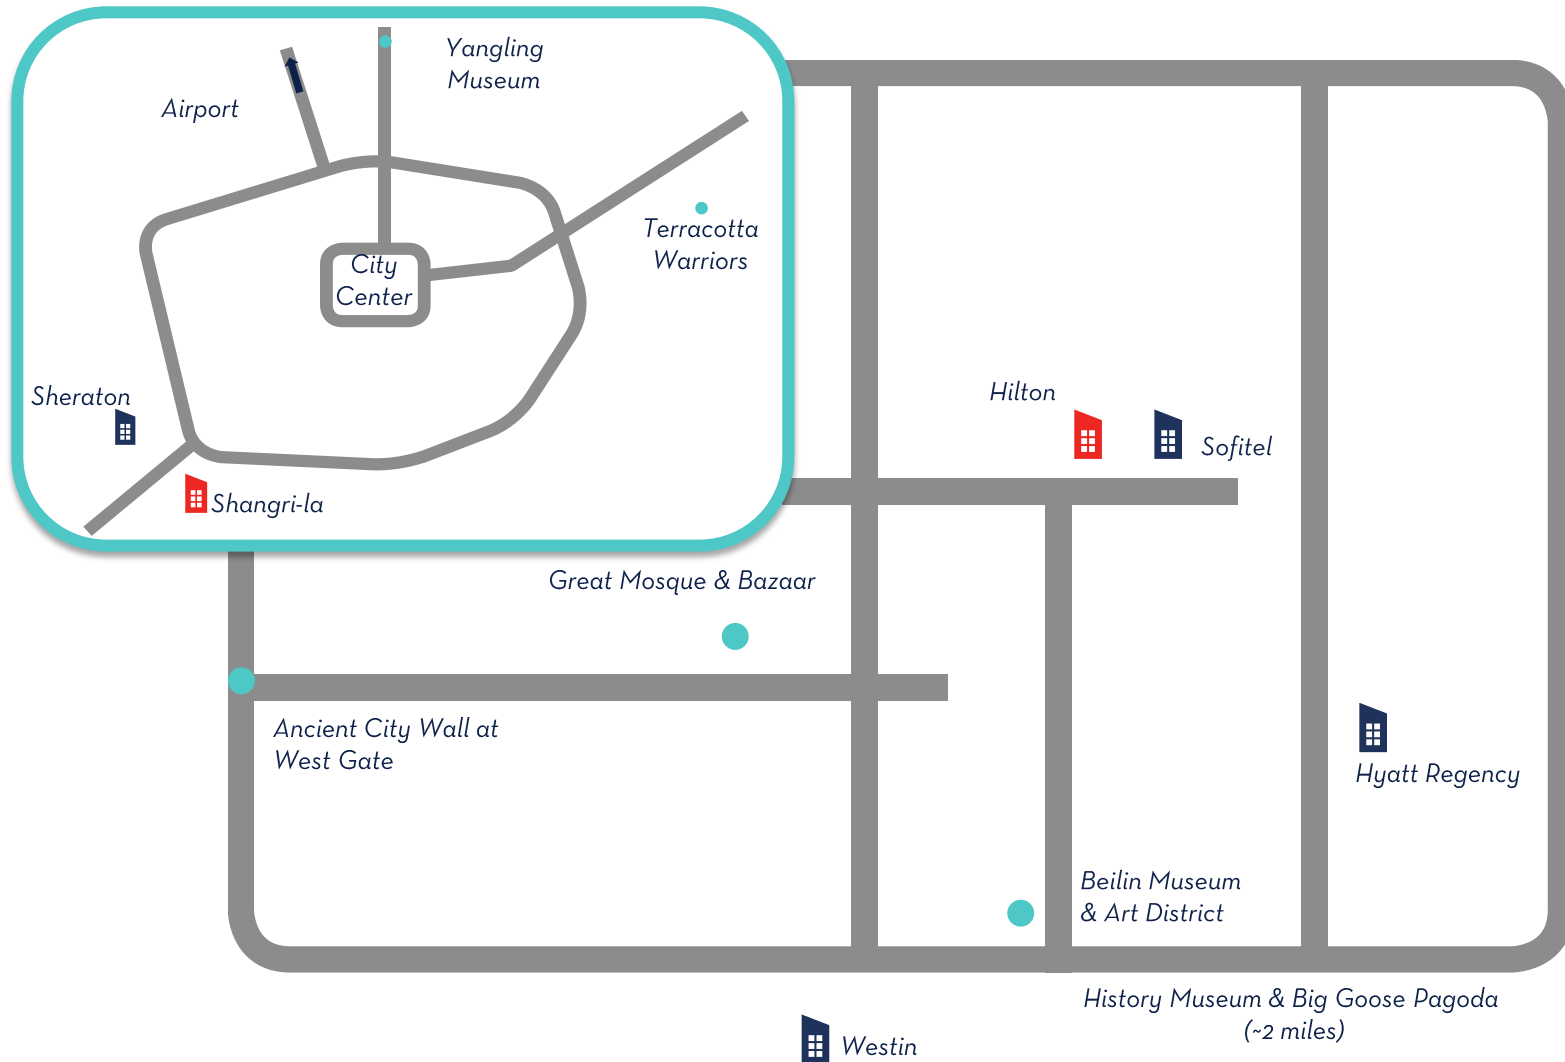 Yangling
Museum
Airport
Terracotta
Warriors
City
Center
Sheraton
Shangri-la
Hilton
Sofitel
Great Mosque & Bazaar
Ancient City Wall at
West Gate
Hyatt Regency
Beilin Museum
& Art District
History Museum & Big Goose Pagoda
(~2 miles)
Westin